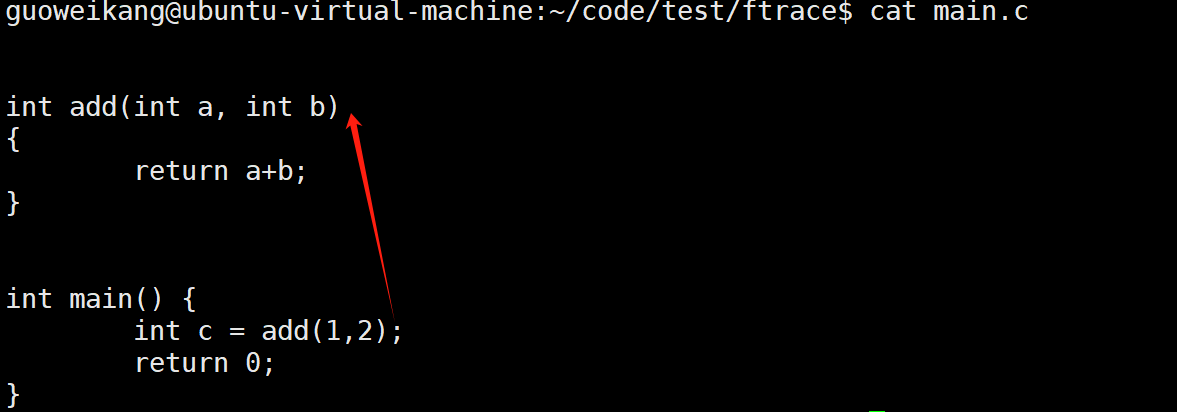 guoweikang@ubuntu-virtual-machine:~/code/test/ftrace$ cat main.c
int add(int a, int b)
{
        return a+b;
}
int main() {
        int c = add(1,2);
        return 0;
}